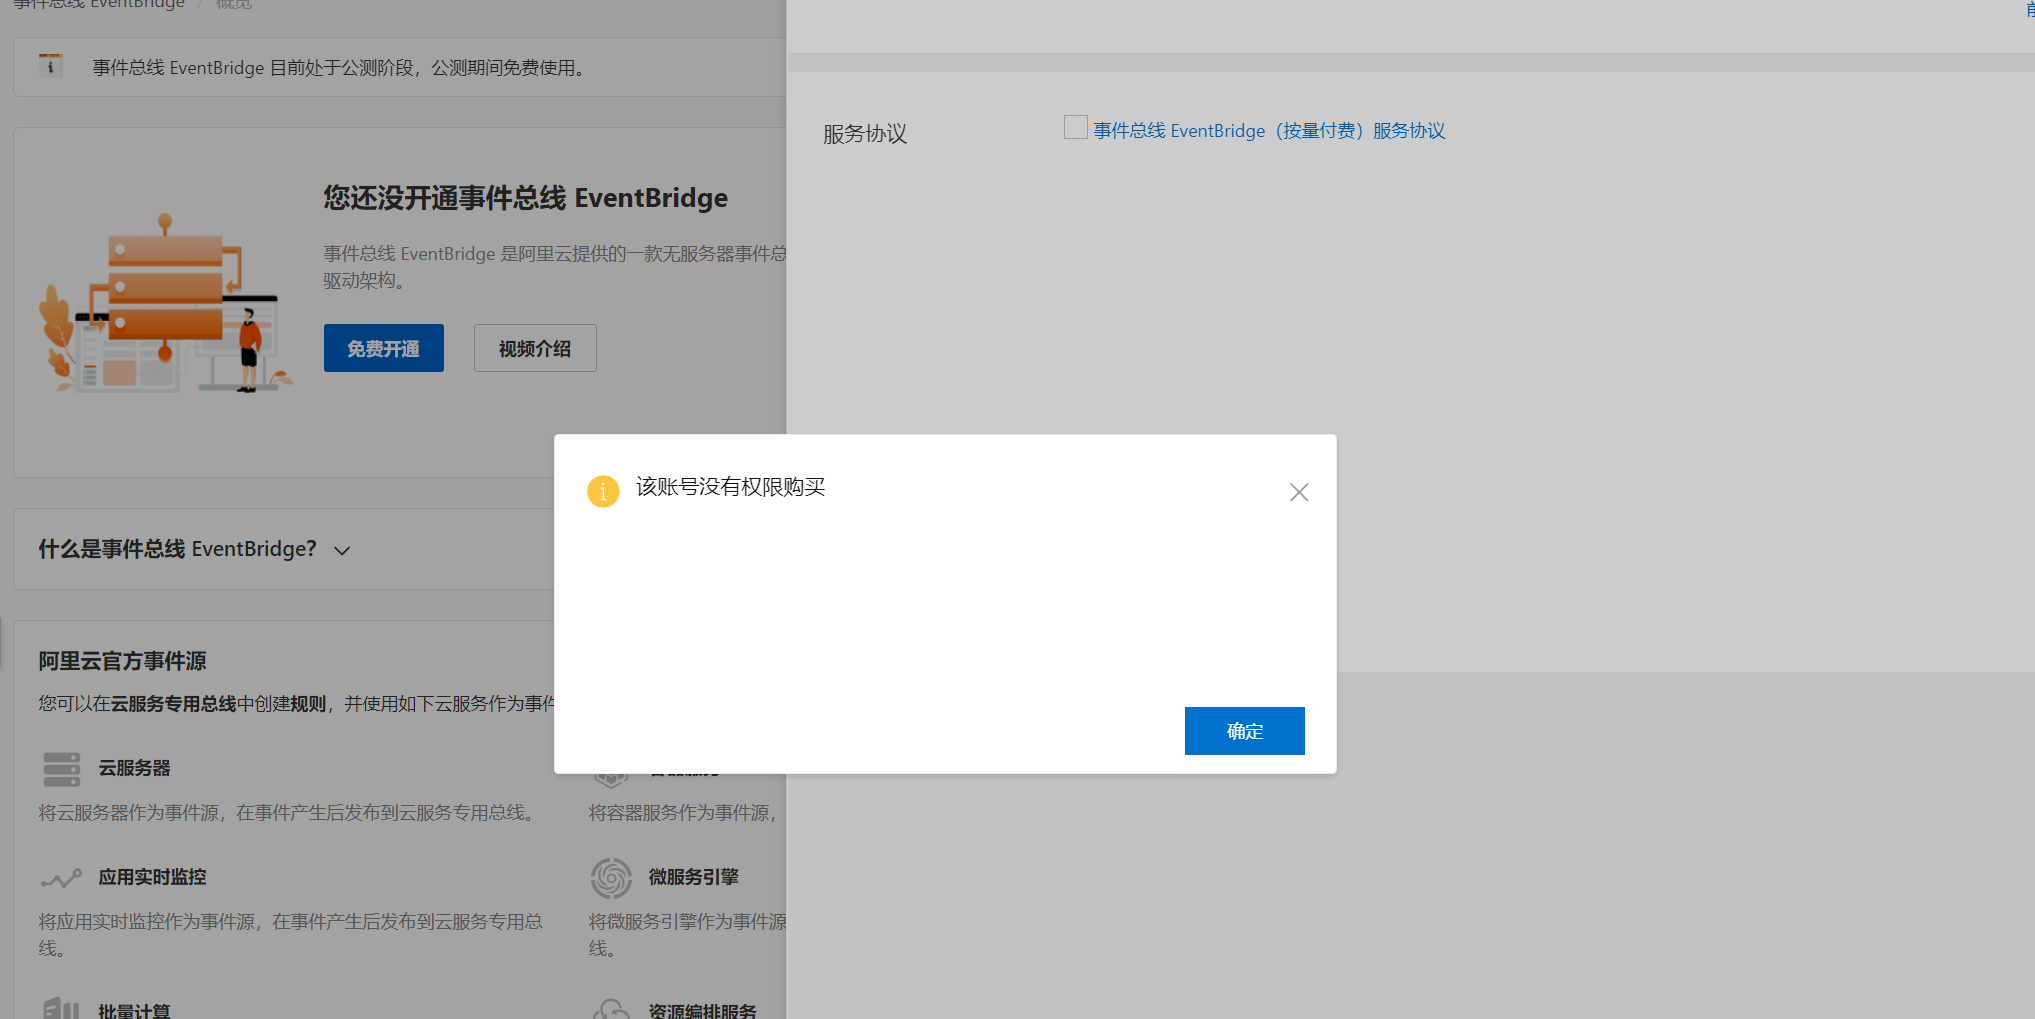 事件总线 EventBridge / 概览
事件总线 EventBridge 目前处于公测阶段，公测期间免费使用。
您还没开通事件总线 EventBridge
事件总线 EventBridge 是阿里云提供的一款无服务器事件总
驱动架构。
免费开通
视频介绍
什么是事件总线 EventBridge?
阿里云官方事件源
您可以在云服务专用总线中创建规则，并使用如下云服务作为事件
云服务器
将云服务器作为事件源，在事件产生后发布到云服务专用总线。
将容器服务作为事件源，
应用实时监控
将应用实时监控作为事件源，在事件产生后发布到云服务专用总
线。
微服务引擎
将微服务引擎作为事件源
线。
批量计算
资源编排服务
服务协议
事件总线 EventBridge（按量付费）服务协议
该账号没有权限购买
确定